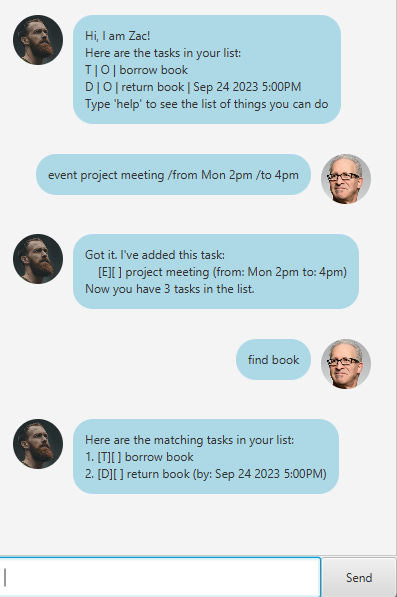 Hi, I am Zac!
Here are the tasks in your list:
T | O | borrow book
D | O | return book | Sep 24 2023 5:00PM
Type 'help' to see the list of things you can do
event project meeting /from Mon 2pm /to 4pm
Got it. I've added this task:
[E][ ] project meeting (from: Mon 2pm to: 4pm)
Now you have 3 tasks in the list.
find book
Here are the matching tasks in your list:
1. [T][ ] borrow book
2. [D][ ] return book (by: Sep 24 2023 5:00PM)
Send